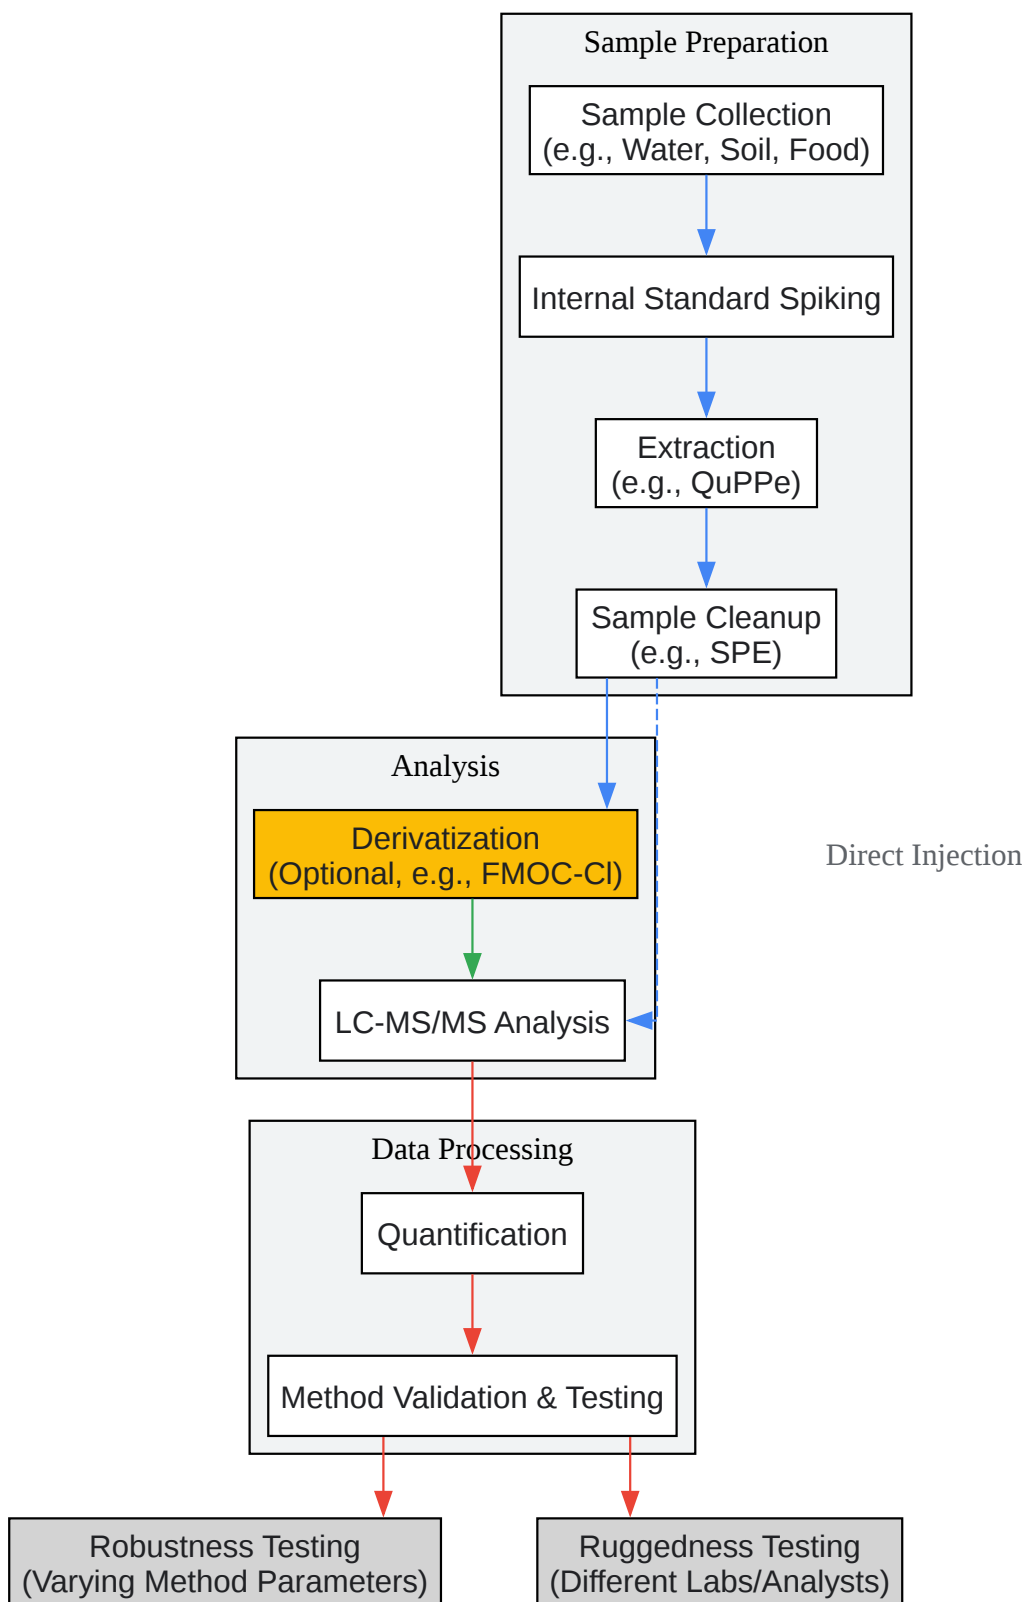 Sample Preparation
Sample Collection
(e.g., Water, Soil, Food)
Internal Standard Spiking
Extraction
(e.g., QuPPe)
Sample Cleanup
(e.g., SPE)
Analysis
Derivatization
(Optional, e.g., FMOC-Cl)
Direct Injection
LC-MS/MS Analysis
Data Processing
Quantification
Method Validation & Testing
Robustness Testing
(Varying Method Parameters)
Ruggedness Testing
(Different Labs/Analysts)